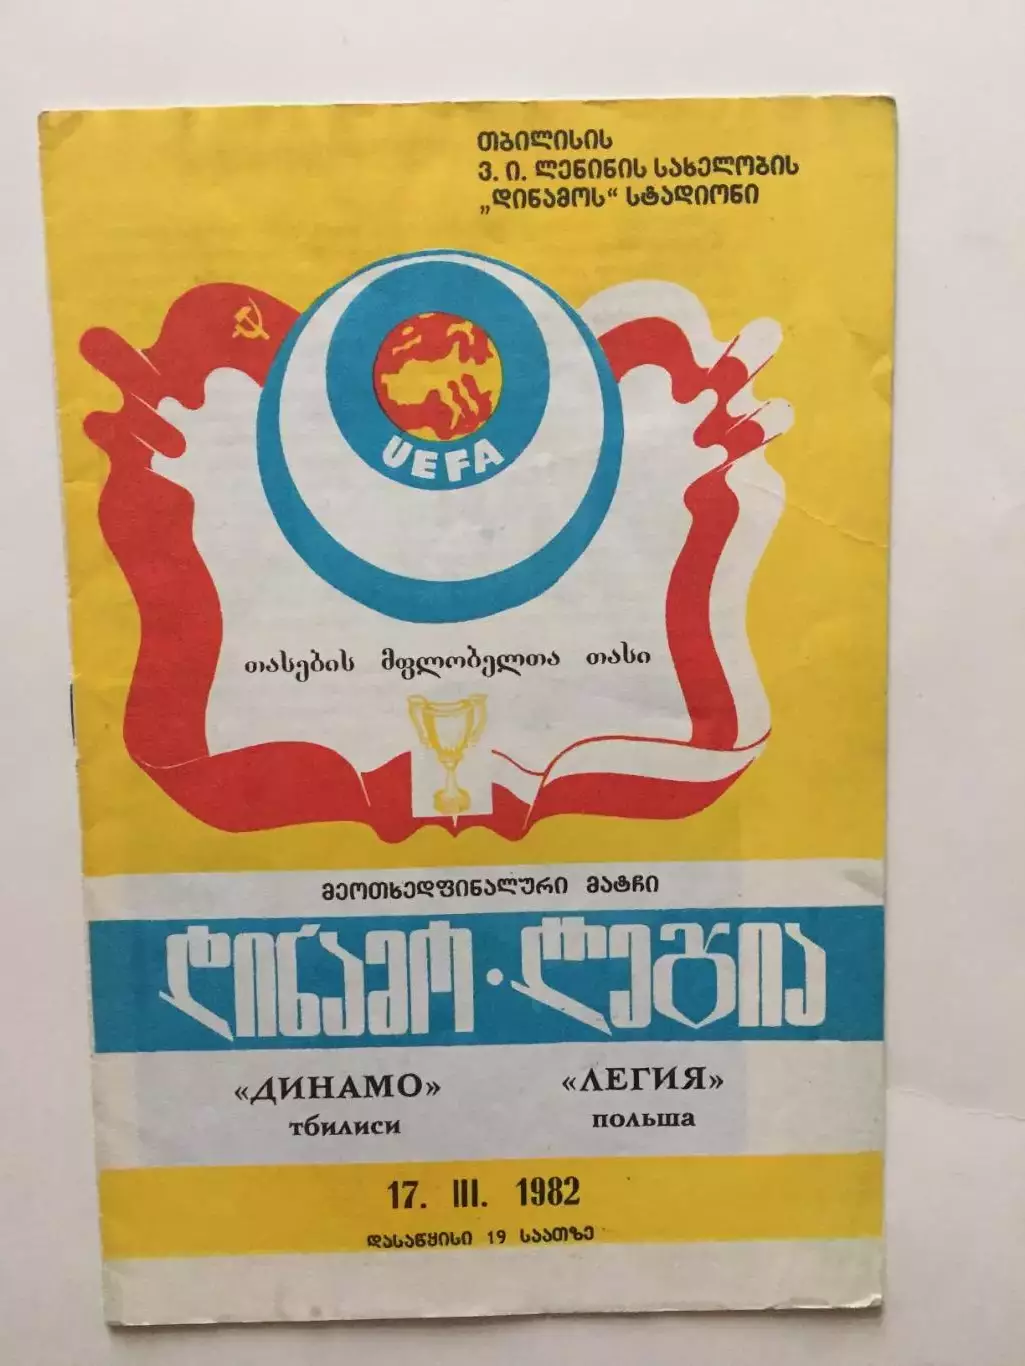 თბილისის
ვ. ი. ლენინის სახელობის
„დინამოს“ სტადიონი
UEFA
თასების მფლობელთა თასი
მეოთხედფინალური მატჩი
დინამო · ლეგია
«ДИНАМО» «ЛЕГИЯ»
тбилиси польша
17. III. 1982
დასაწყისი 19 საათზე